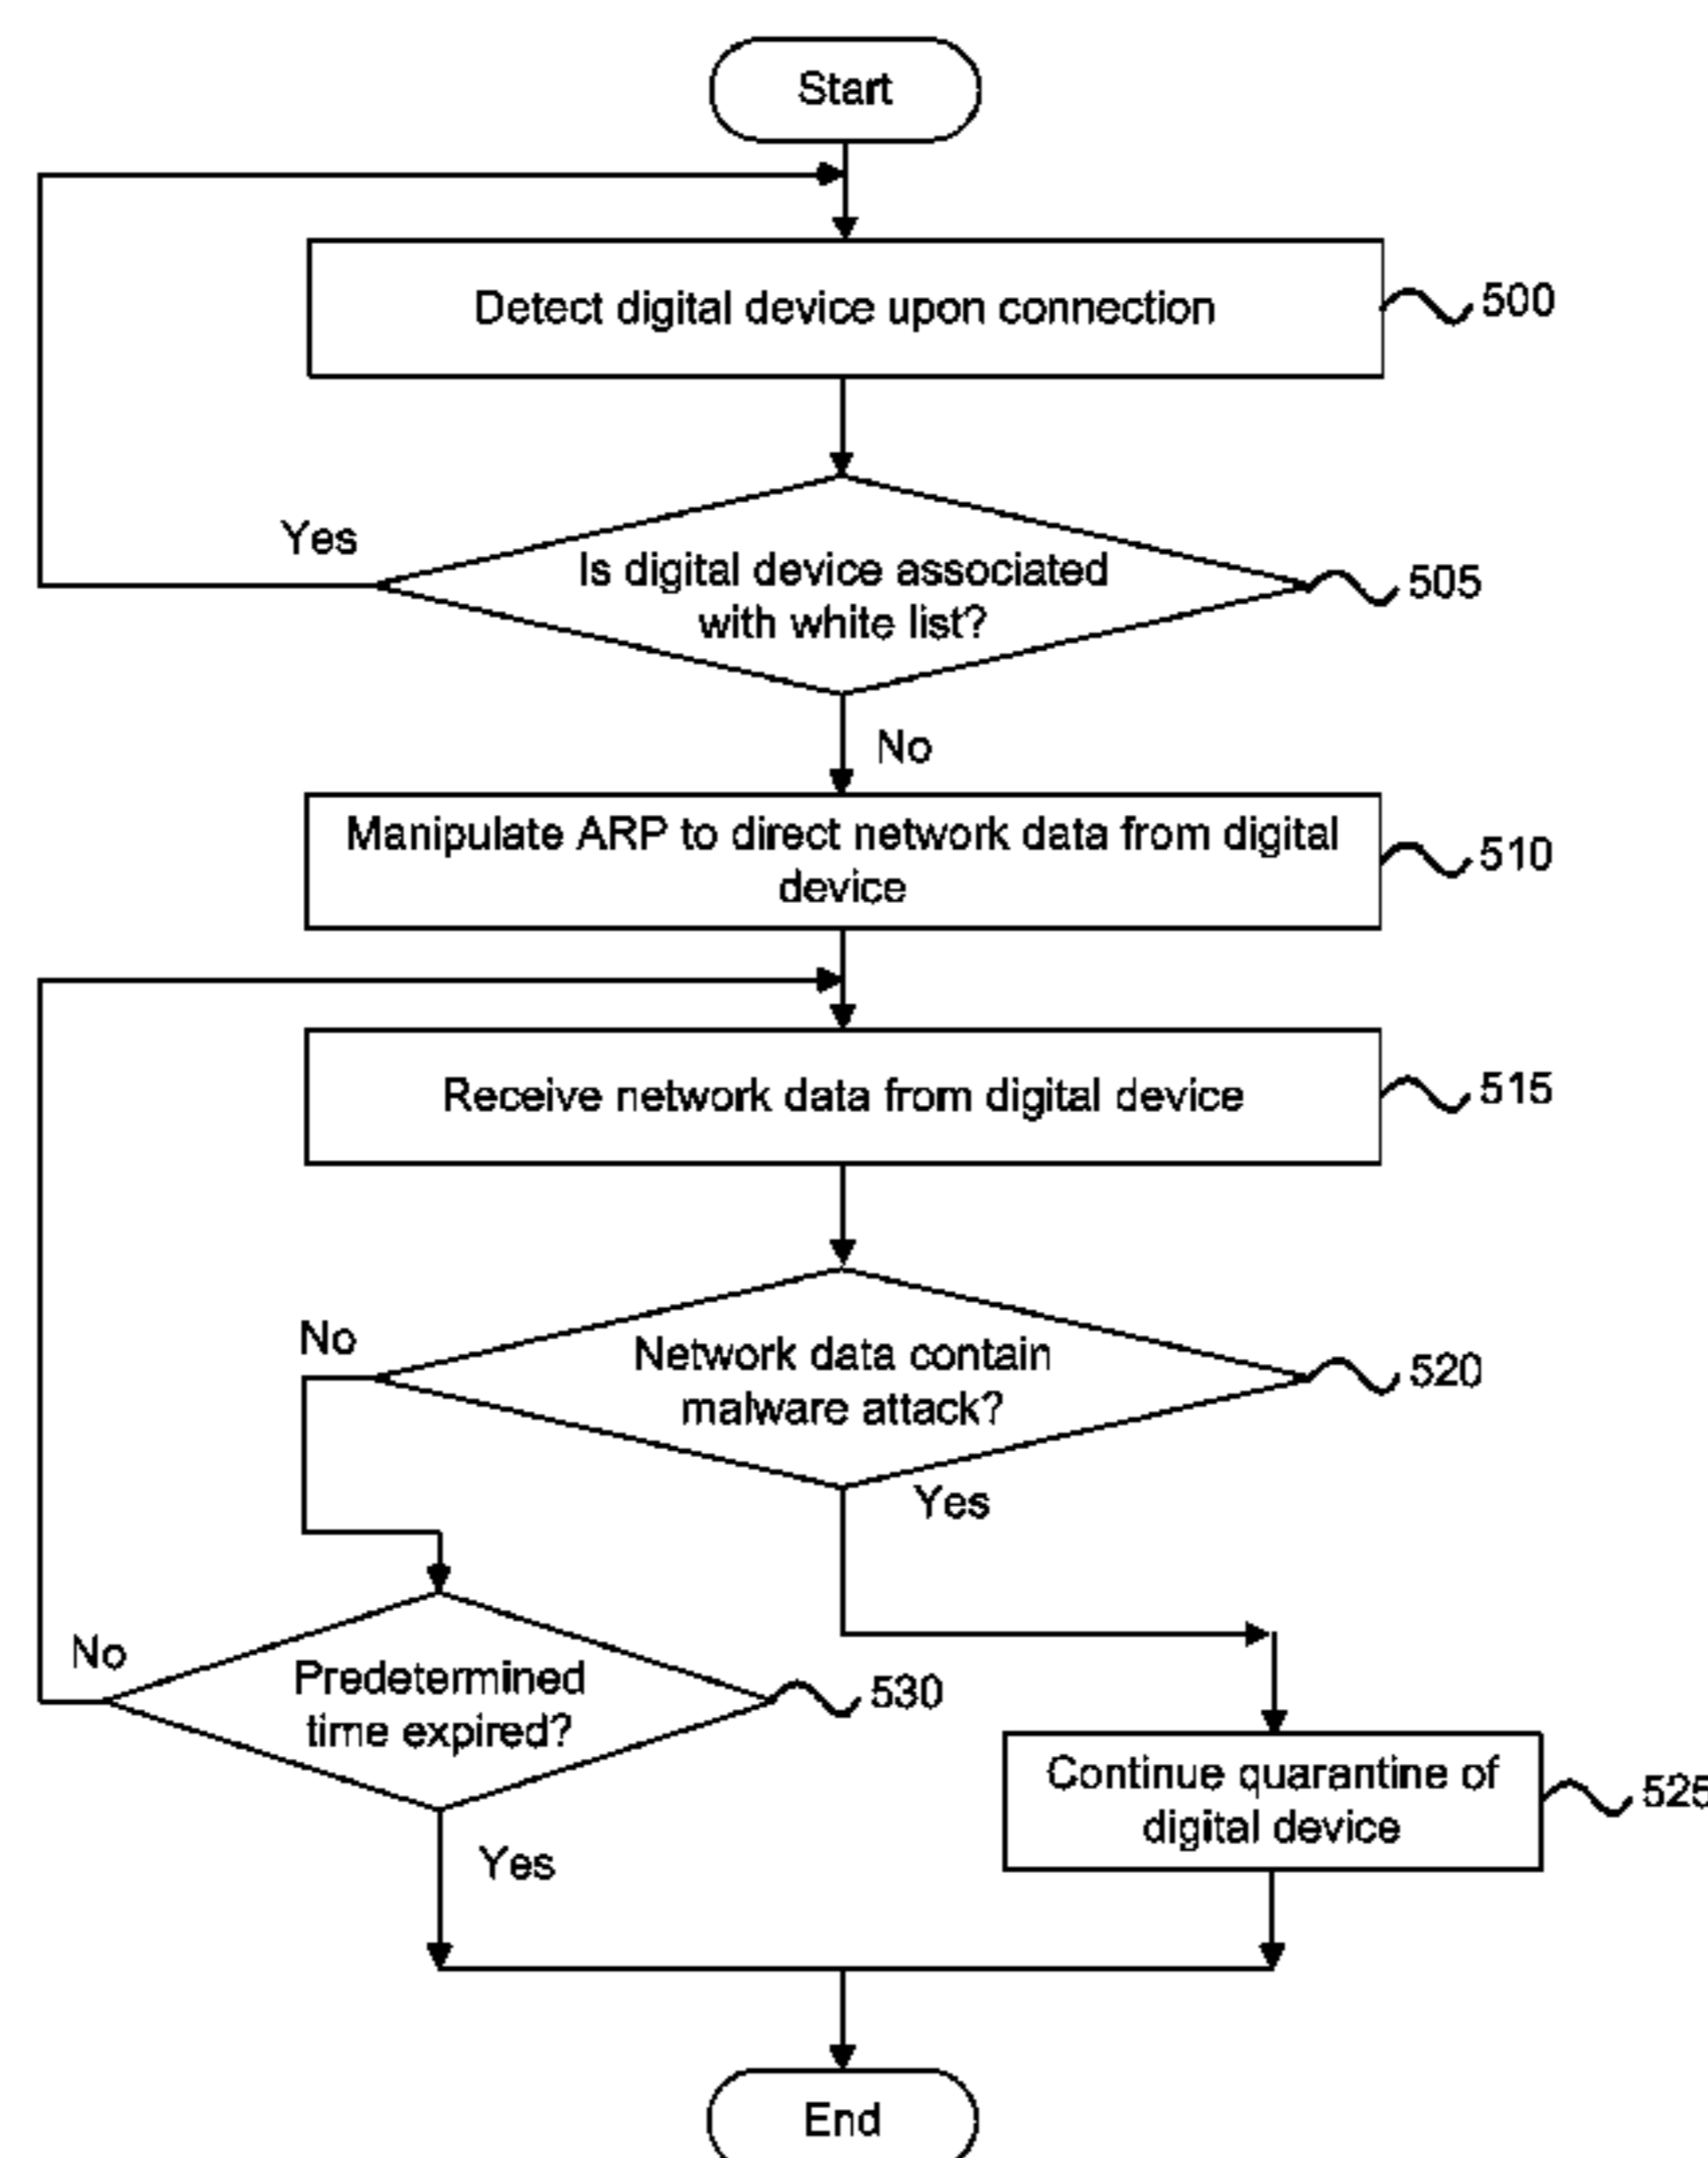 Start
Detect digital device upon connection
500
Yes
Is digital device associated
with white list?
505
No
Manipulate ARP to direct network data from digital
device
510
Receive network data from digital device
515
No
Network data contain
malware attack?
520
Yes
No
Predetermined
time expired?
530
Continue quarantine of
digital device
525
Yes
End